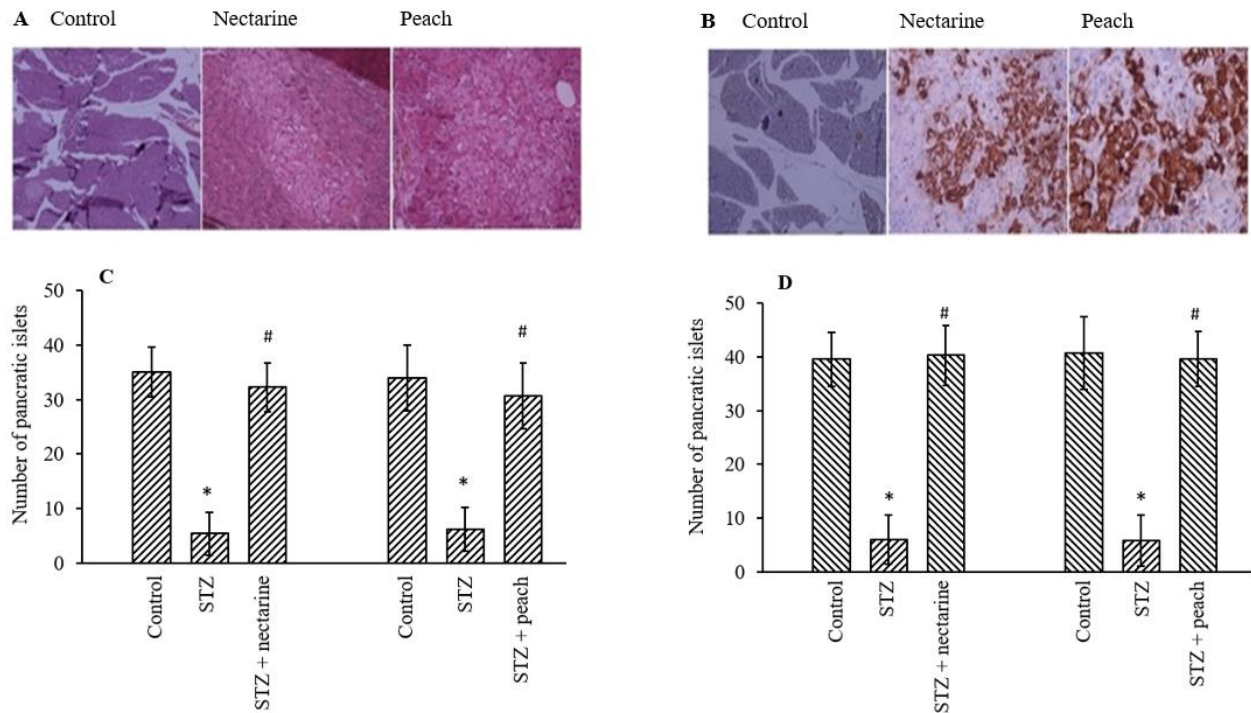 A Control Nectarine Peach
B Control Nectarine Peach
C
Number of pancratic islets
50
40
30
20
10
0
#
#
*
*
Control
STZ
STZ + nectarine
Control
STZ
STZ + peach
D
Number of pancratic islets
50
40
30
20
10
0
#
#
*
*
Control
STZ
STZ + nectarine
Control
STZ
STZ + peach